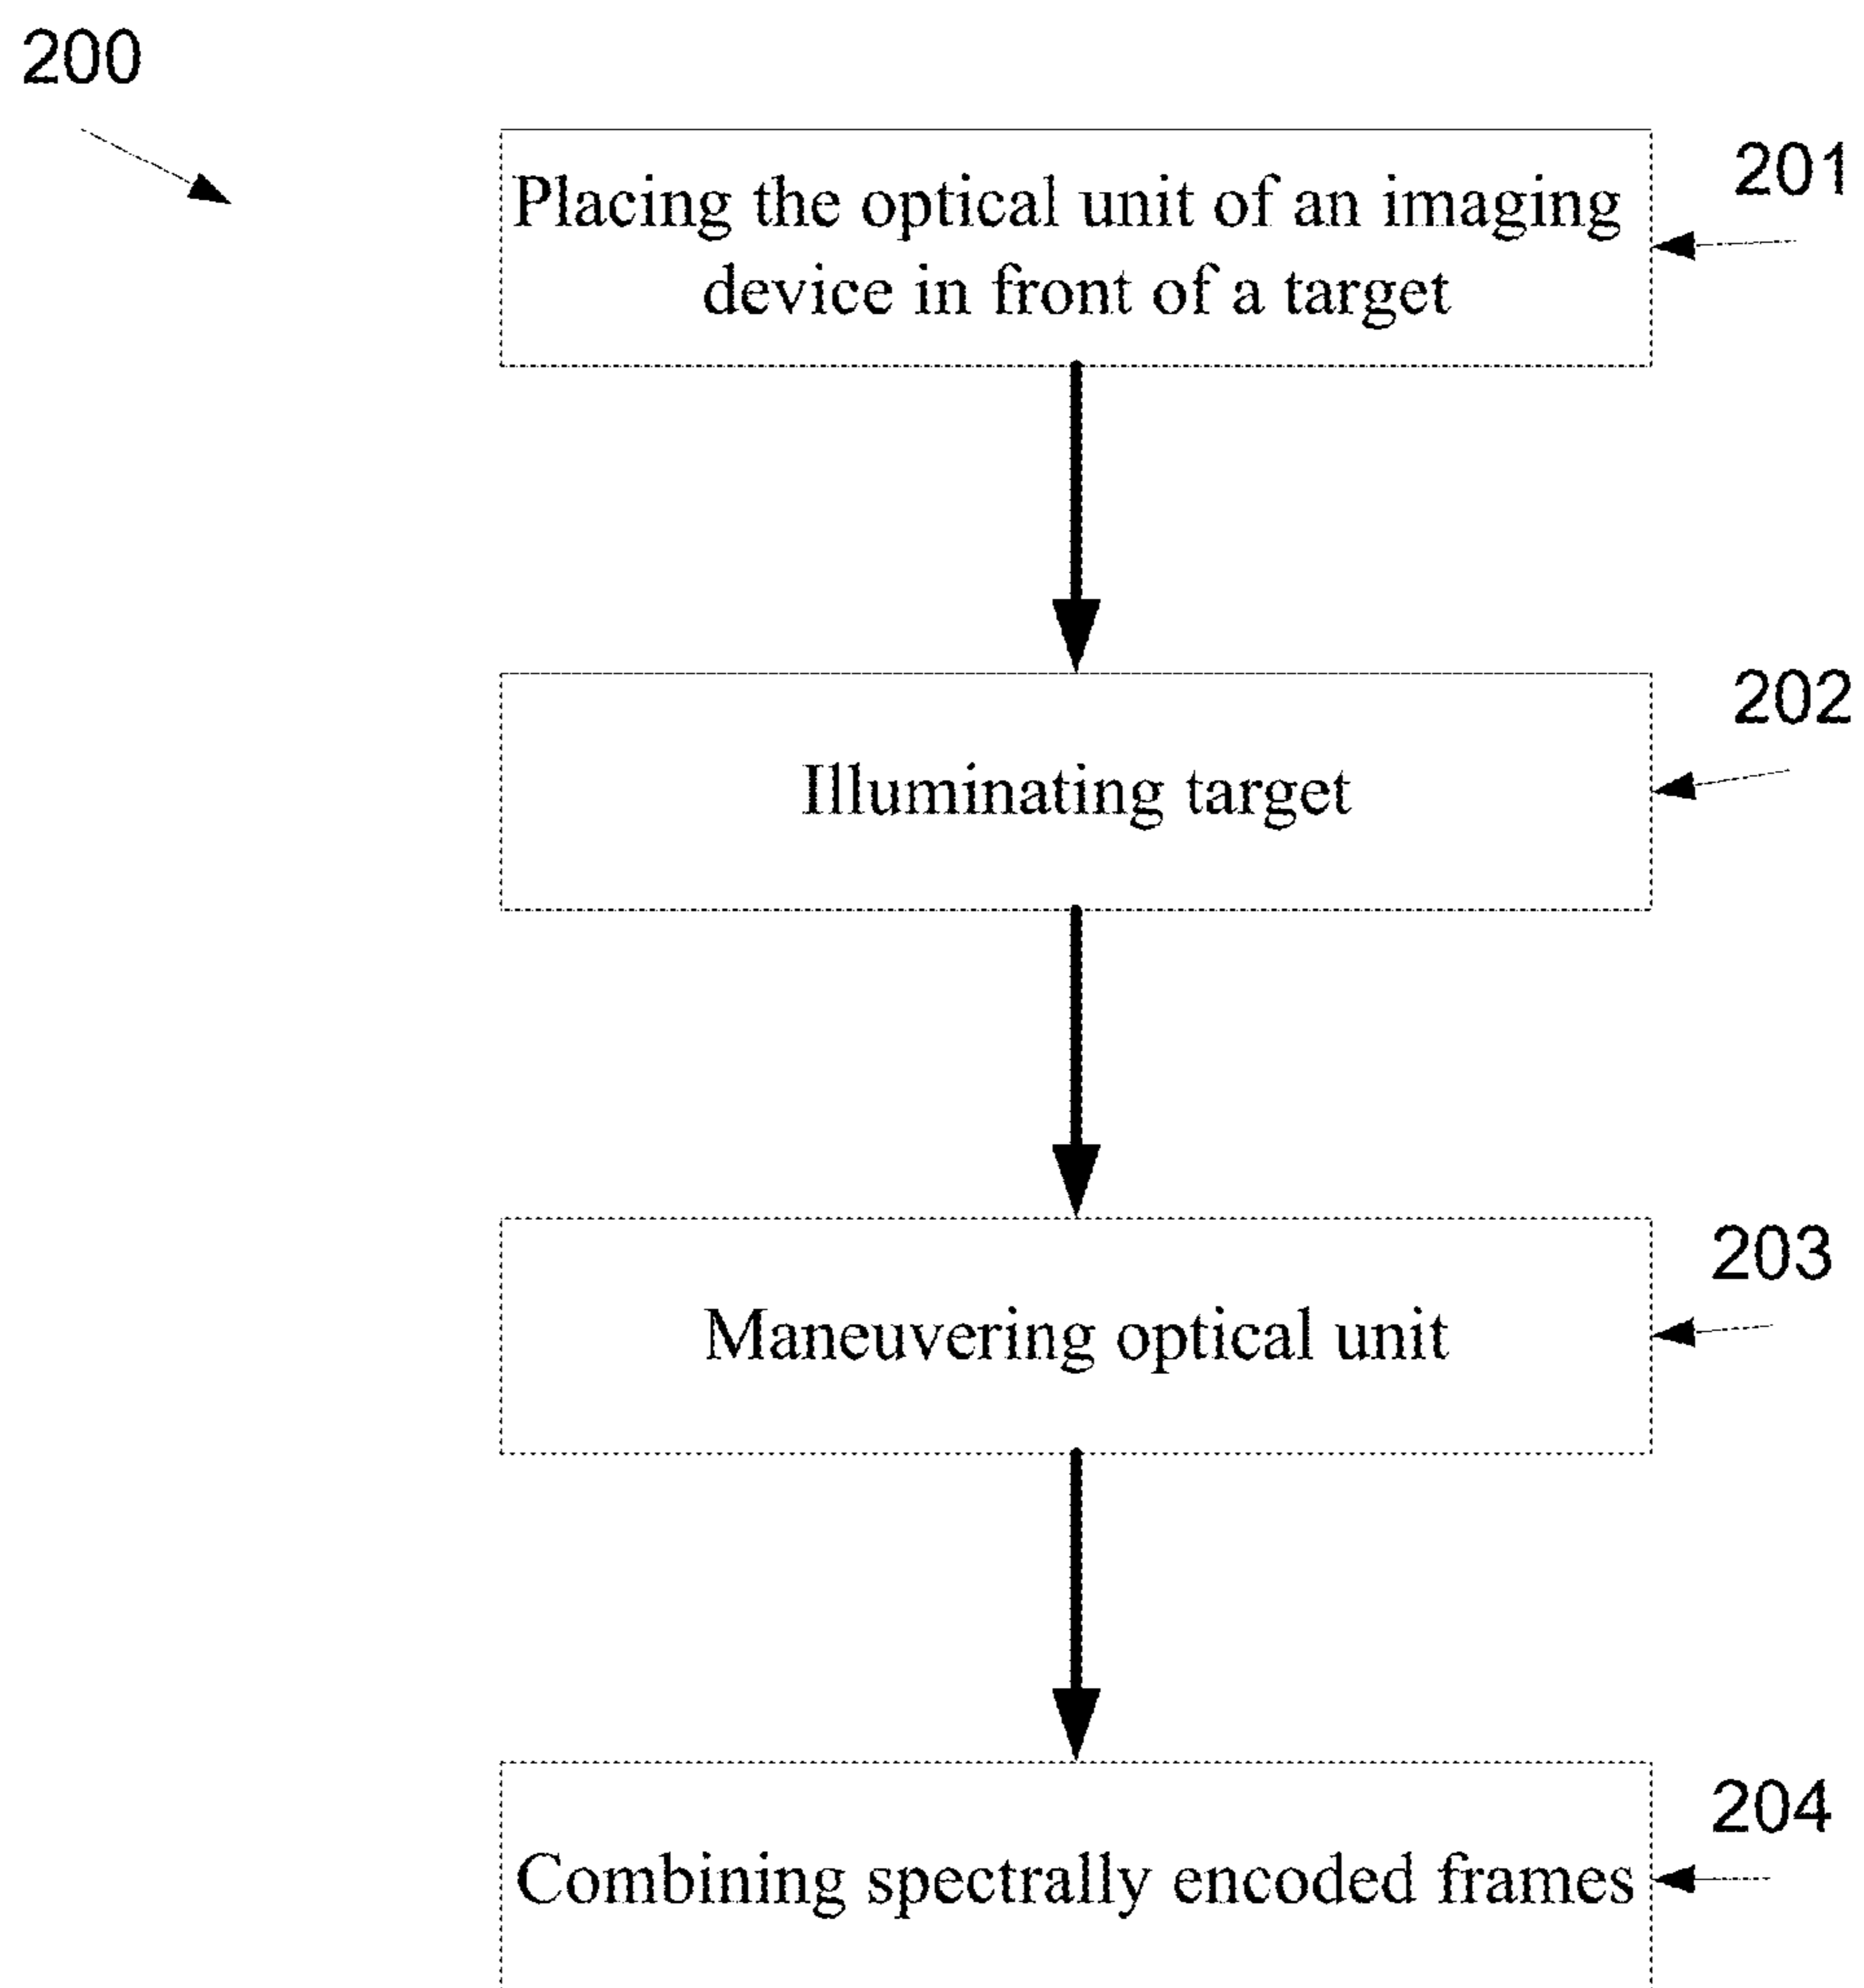 200
201
Placing the optical unit of an imaging
device in front of a target
202
Illuminating target
203
Maneuvering optical unit
204
Combining spectrally encoded frames